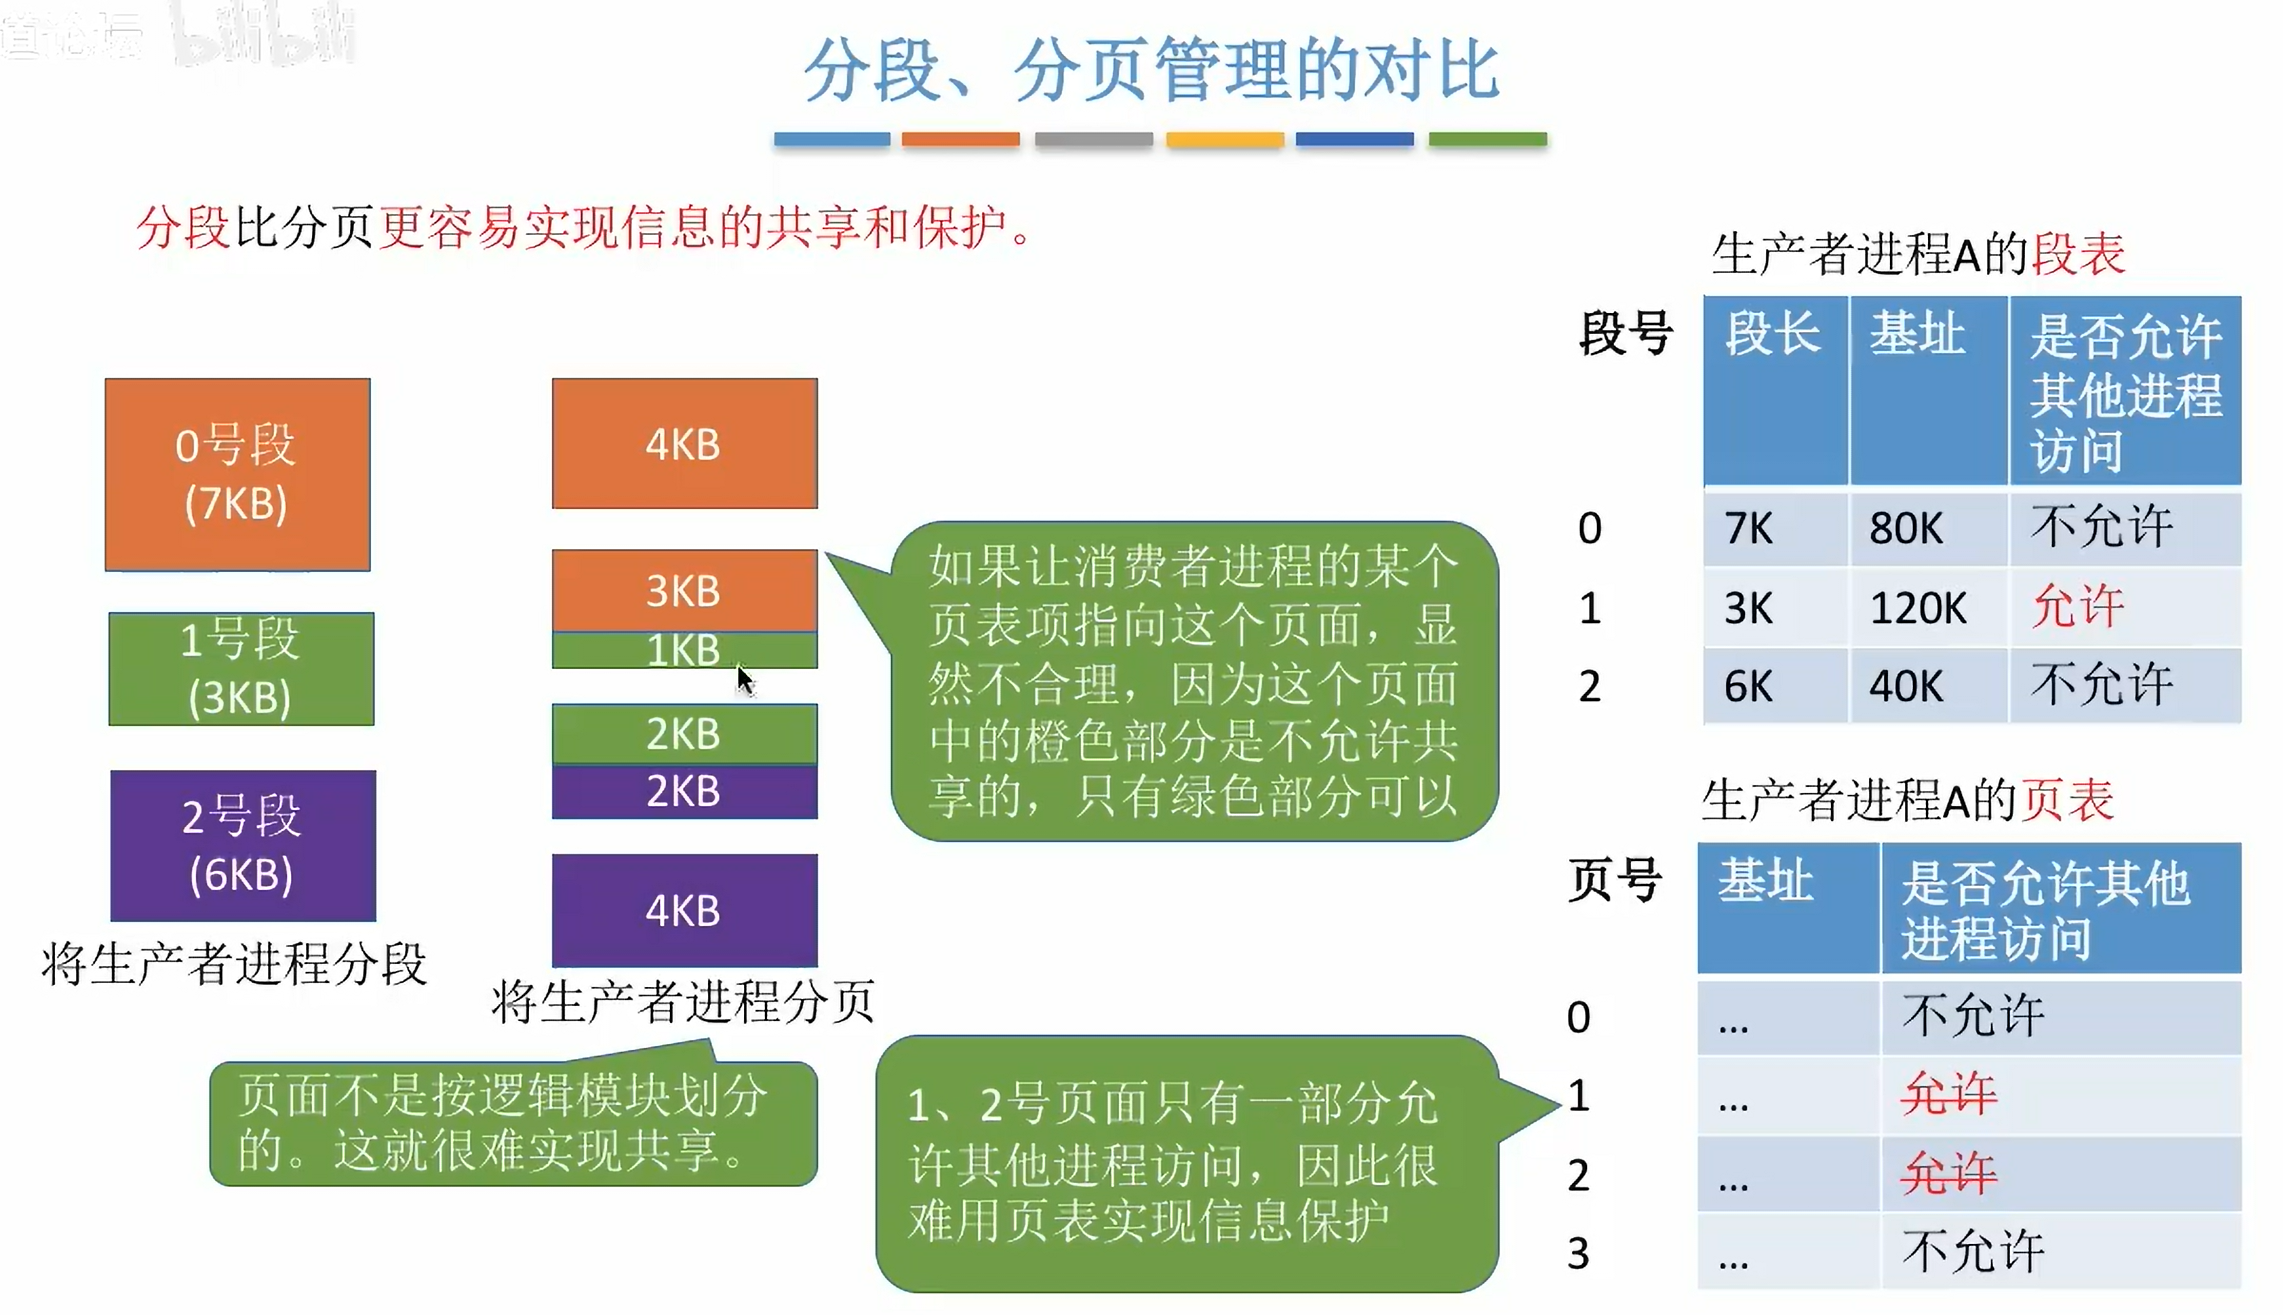 道论坛 bilibili
分段、分页管理的对比
分段比分页更容易实现信息的共享和保护。
0号段
(7KB)
1号段
(3KB)
2号段
(6KB)
将生产者进程分段
4KB
3KB
1KB
2KB
2KB
4KB
将生产者进程分页
如果让消费者进程的某个
页表项指向这个页面，显
然不合理，因为这个页面
中的橙色部分是不允许共
享的，只有绿色部分可以
页面不是按逻辑模块划分
的。这就很难实现共享。
1、2号页面只有一部分允
许其他进程访问，因此很
难用页表实现信息保护
生产者进程A的段表
段号 段长 基址 是否允许
其他进程
访问
0 7K 80K 不允许
1 3K 120K 允许
2 6K 40K 不允许
生产者进程A的页表
页号 基址 是否允许其他
进程访问
0 ... 不允许
1 ... 允许
2 ... 允许
3 ... 不允许